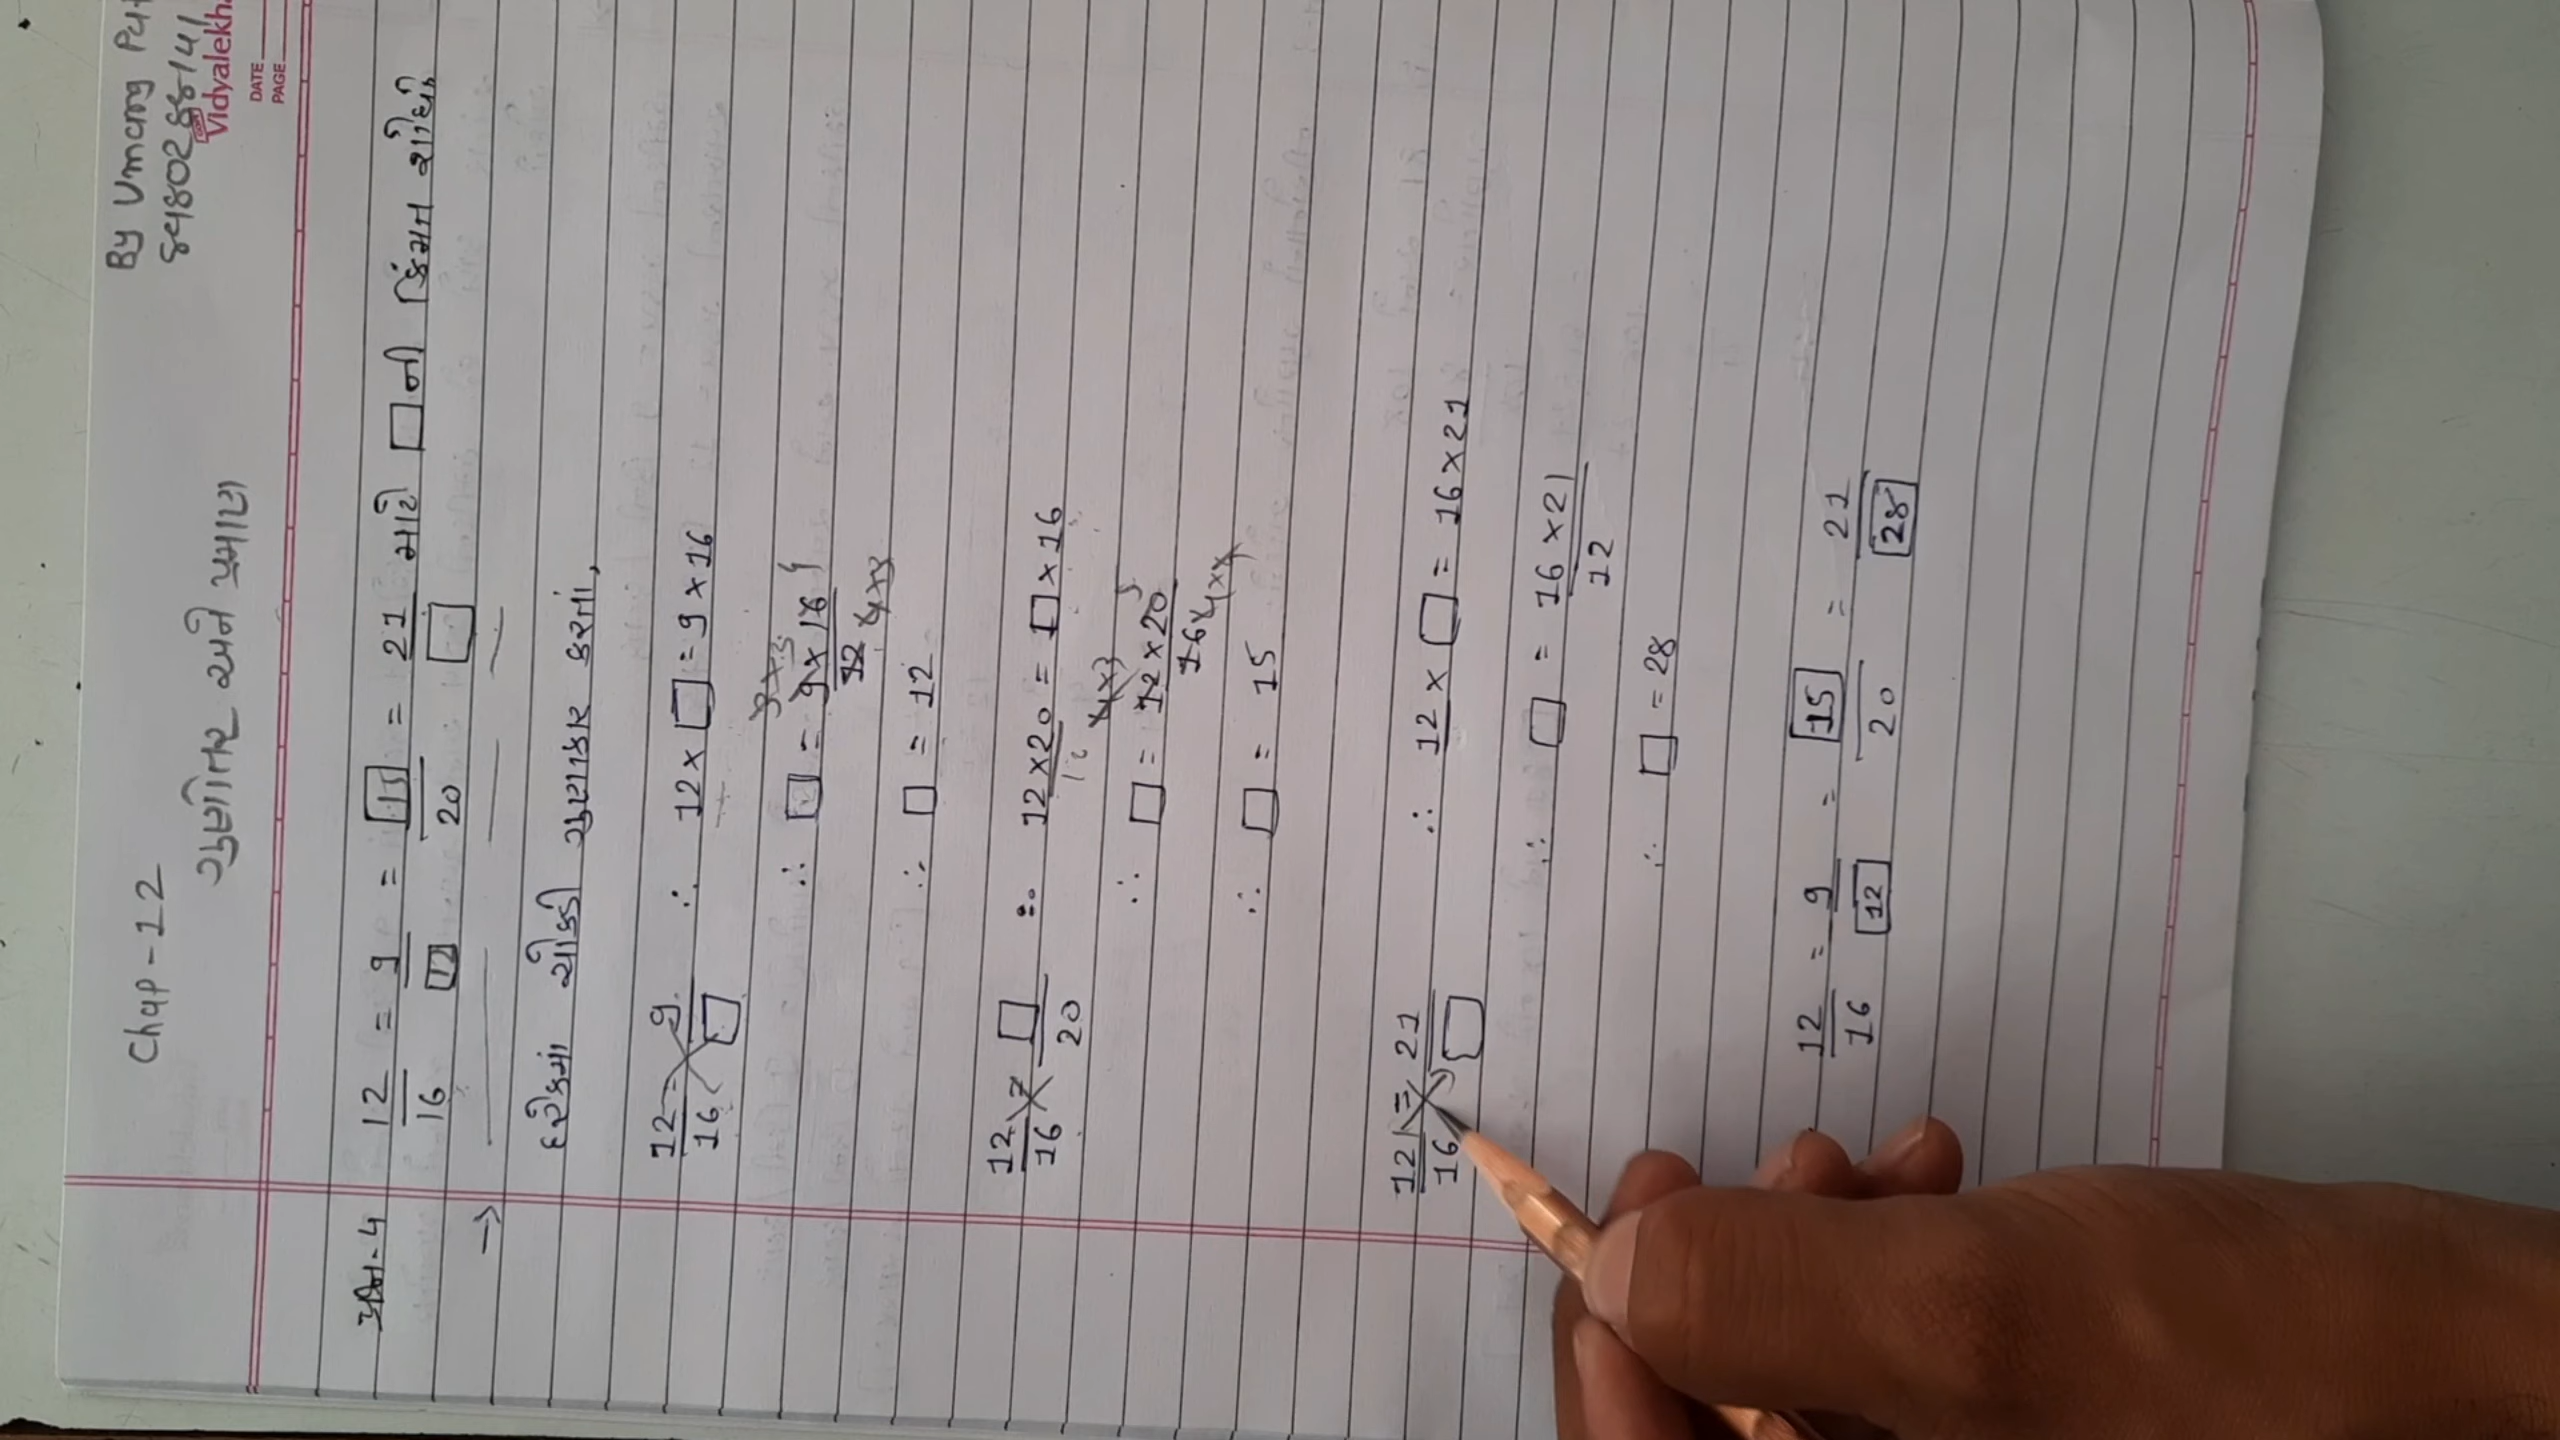 Chap-12
By Umang
ગુણોત્તર અને પ્રમાણ
Vidyalekh
DATE
PAGE
પ્રશ્ન-4 12/16 = 9/[12] = [15]/20 = 21/□ માટે □ની કિંમત શોધો
→
દરેકમાં ચોકડી ગુણાકાર કરતાં,
12/16 = 9/□ ∴ 12×□ = 9×16
∴ □ = 9×16/12
∴ □ = 12
12/16 = □/20 ∴ 12×20 = □×16
∴ □ = 12×20/16
∴ □ = 15
12/16 = 21/□ ∴ 12×□ = 16×21
∴ □ = 16×21/12
∴ □ = 28
12/16 = 9/[12] = [15]/20 = 21/[28]